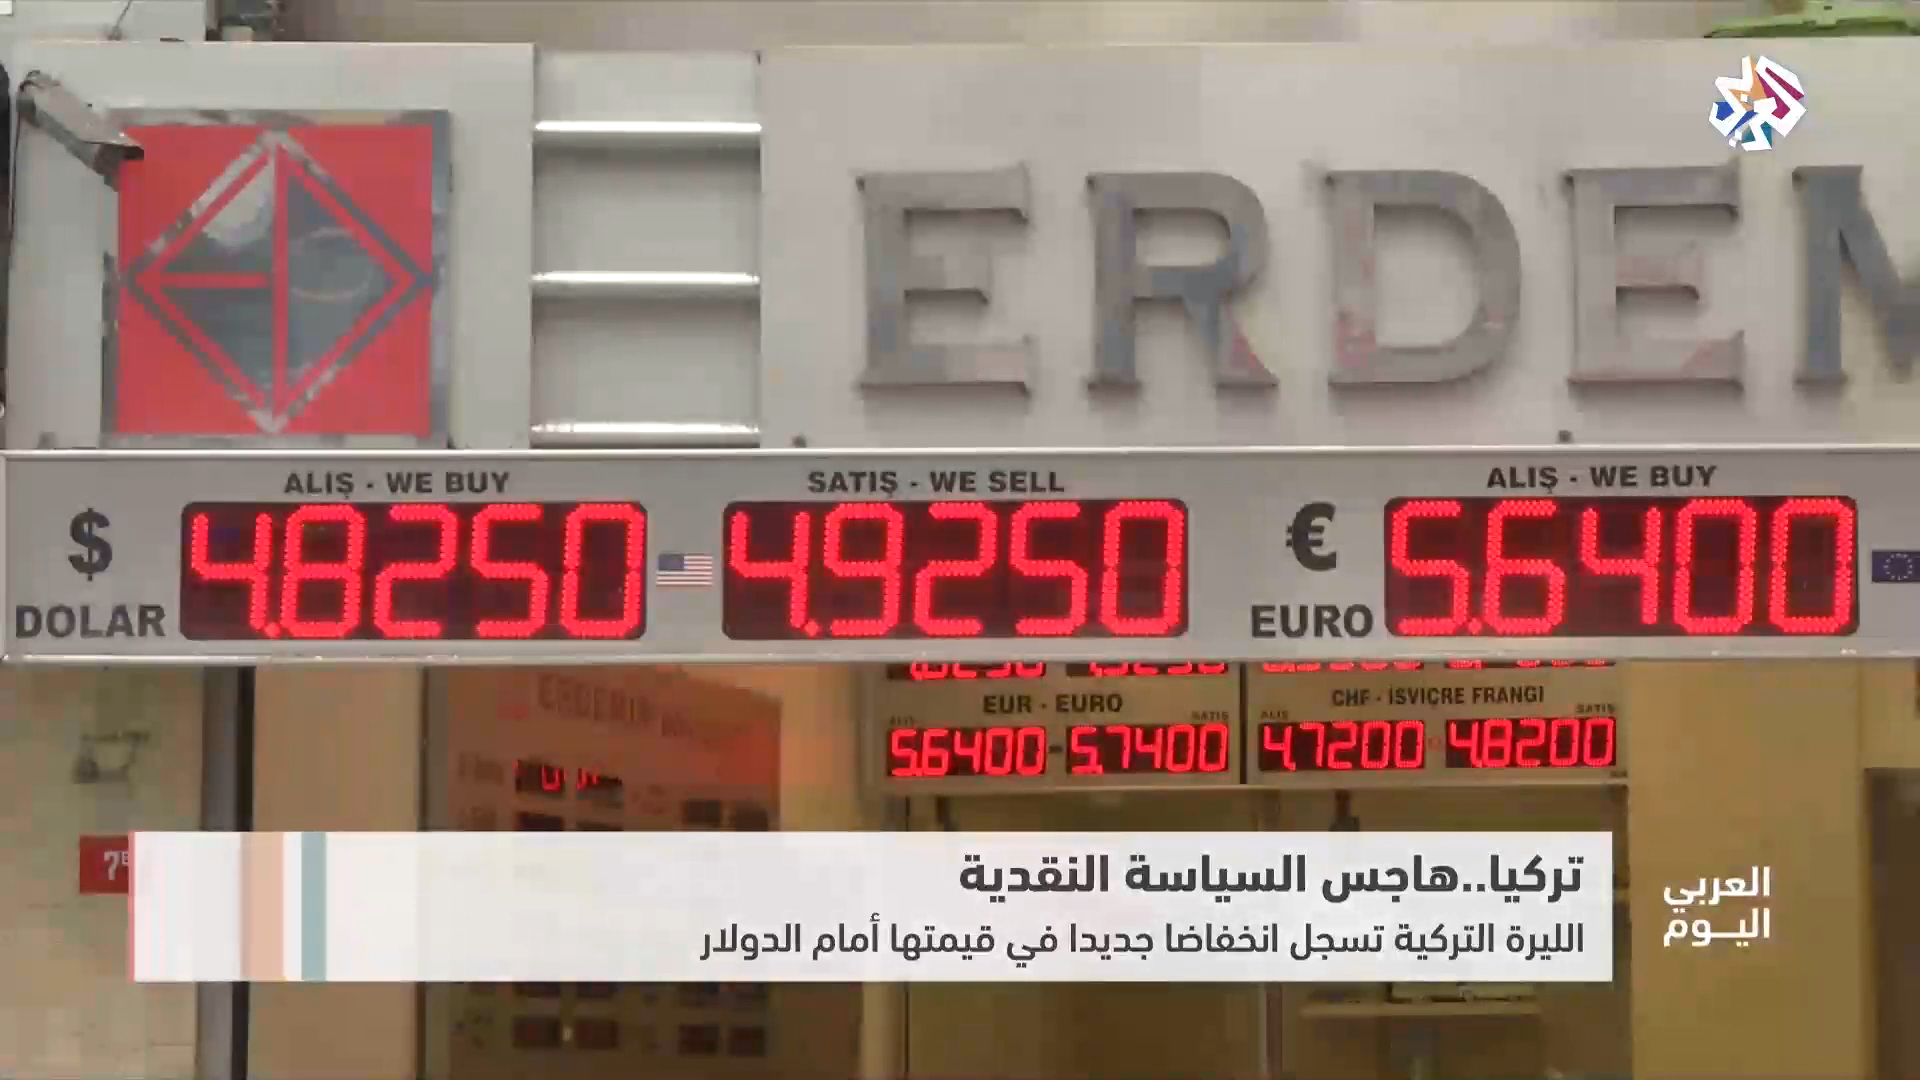 ERDEM
ALIŞ - WE BUY
SATIŞ - WE SELL
ALIŞ - WE BUY
$
DOLAR
4.8250
4.9250
€
EURO
5.6400
EUR - EURO
ALIŞ
SATIŞ
5.6400 - 5.7400
CHF - İSVİÇRE FRANGI
ALIŞ
SATIŞ
4.7200 - 4.8200
تركيا..هاجس السياسة النقدية
الليرة التركية تسجل انخفاضا جديدا في قيمتها أمام الدولار
العربي
اليوم